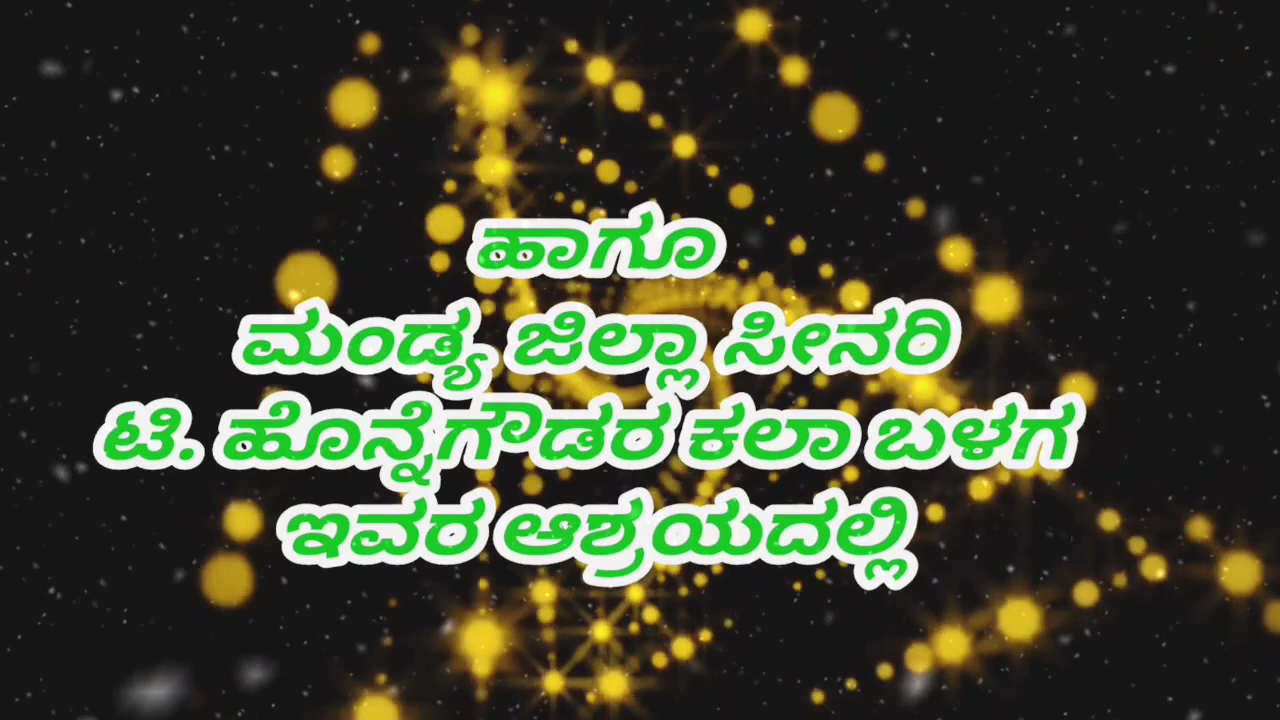 ಹಾಗೂ
ಮಂಡ್ಯ ಜಿಲ್ಲಾ ಸೀನರಿ
ಟಿ. ಹೊನ್ನೆಗೌಡರ ಕಲಾ ಬಳಗ
ಇವರ ಆಶ್ರಯದಲ್ಲಿ